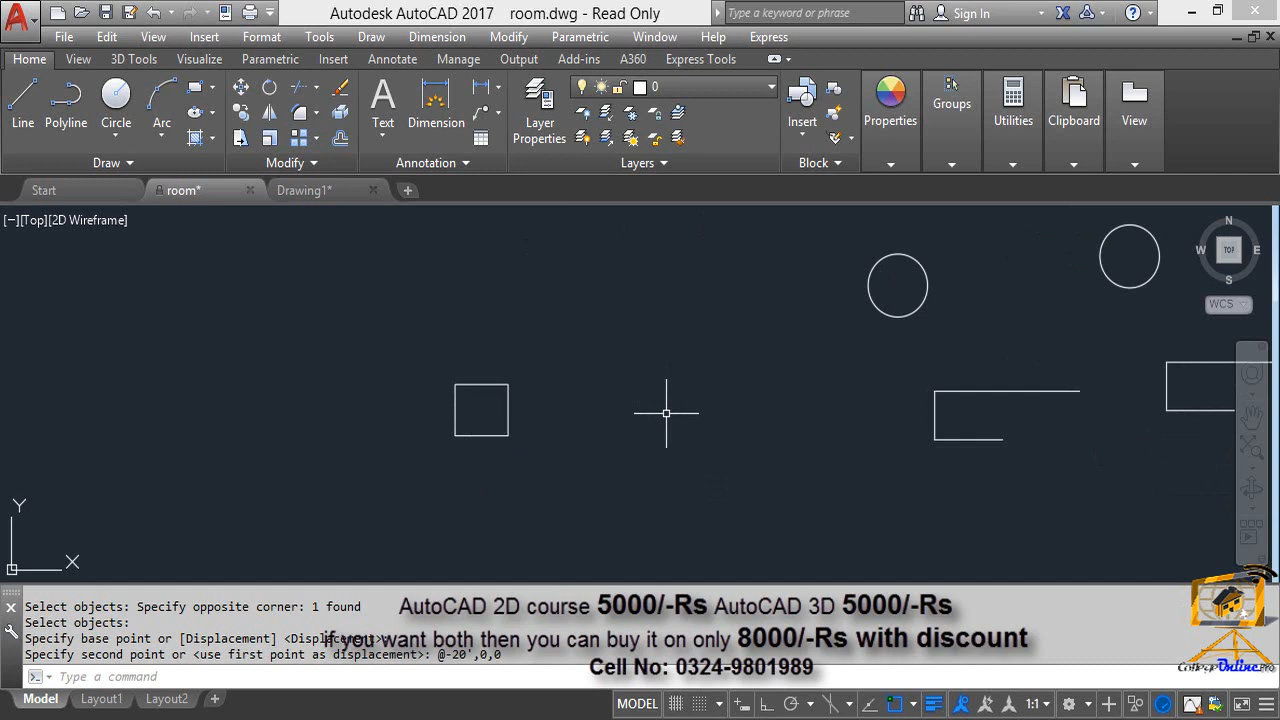 Autodesk AutoCAD 2017 room.dwg - Read Only
Type a keyword or phrase
Sign In
File Edit View Insert Format Tools Draw Dimension Modify Parametric Window Help Express
Home View 3D Tools Visualize Parametric Insert Annotate Manage Output Add-ins A360 Express Tools
0
Line Polyline Circle Arc Text Dimension Layer Properties Insert Properties Groups Utilities Clipboard View
Draw Modify Annotation Layers Block
Start room* Drawing1*
[−][Top][2D Wireframe]
N
W TOP E
S
WCS
Y
X
Select objects: Specify opposite corner: 1 found
Select objects:
Specify base point or [Displacement] <Displacement>:
Specify second point or <use first point as displacement>: @-20',0,0
AutoCAD 2D course 5000/-Rs AutoCAD 3D 5000/-Rs
if you want both then you can buy it on only 8000/-Rs with discount
Cell No: 0324-9801989
Type a command
Model Layout1 Layout2
MODEL
1:1